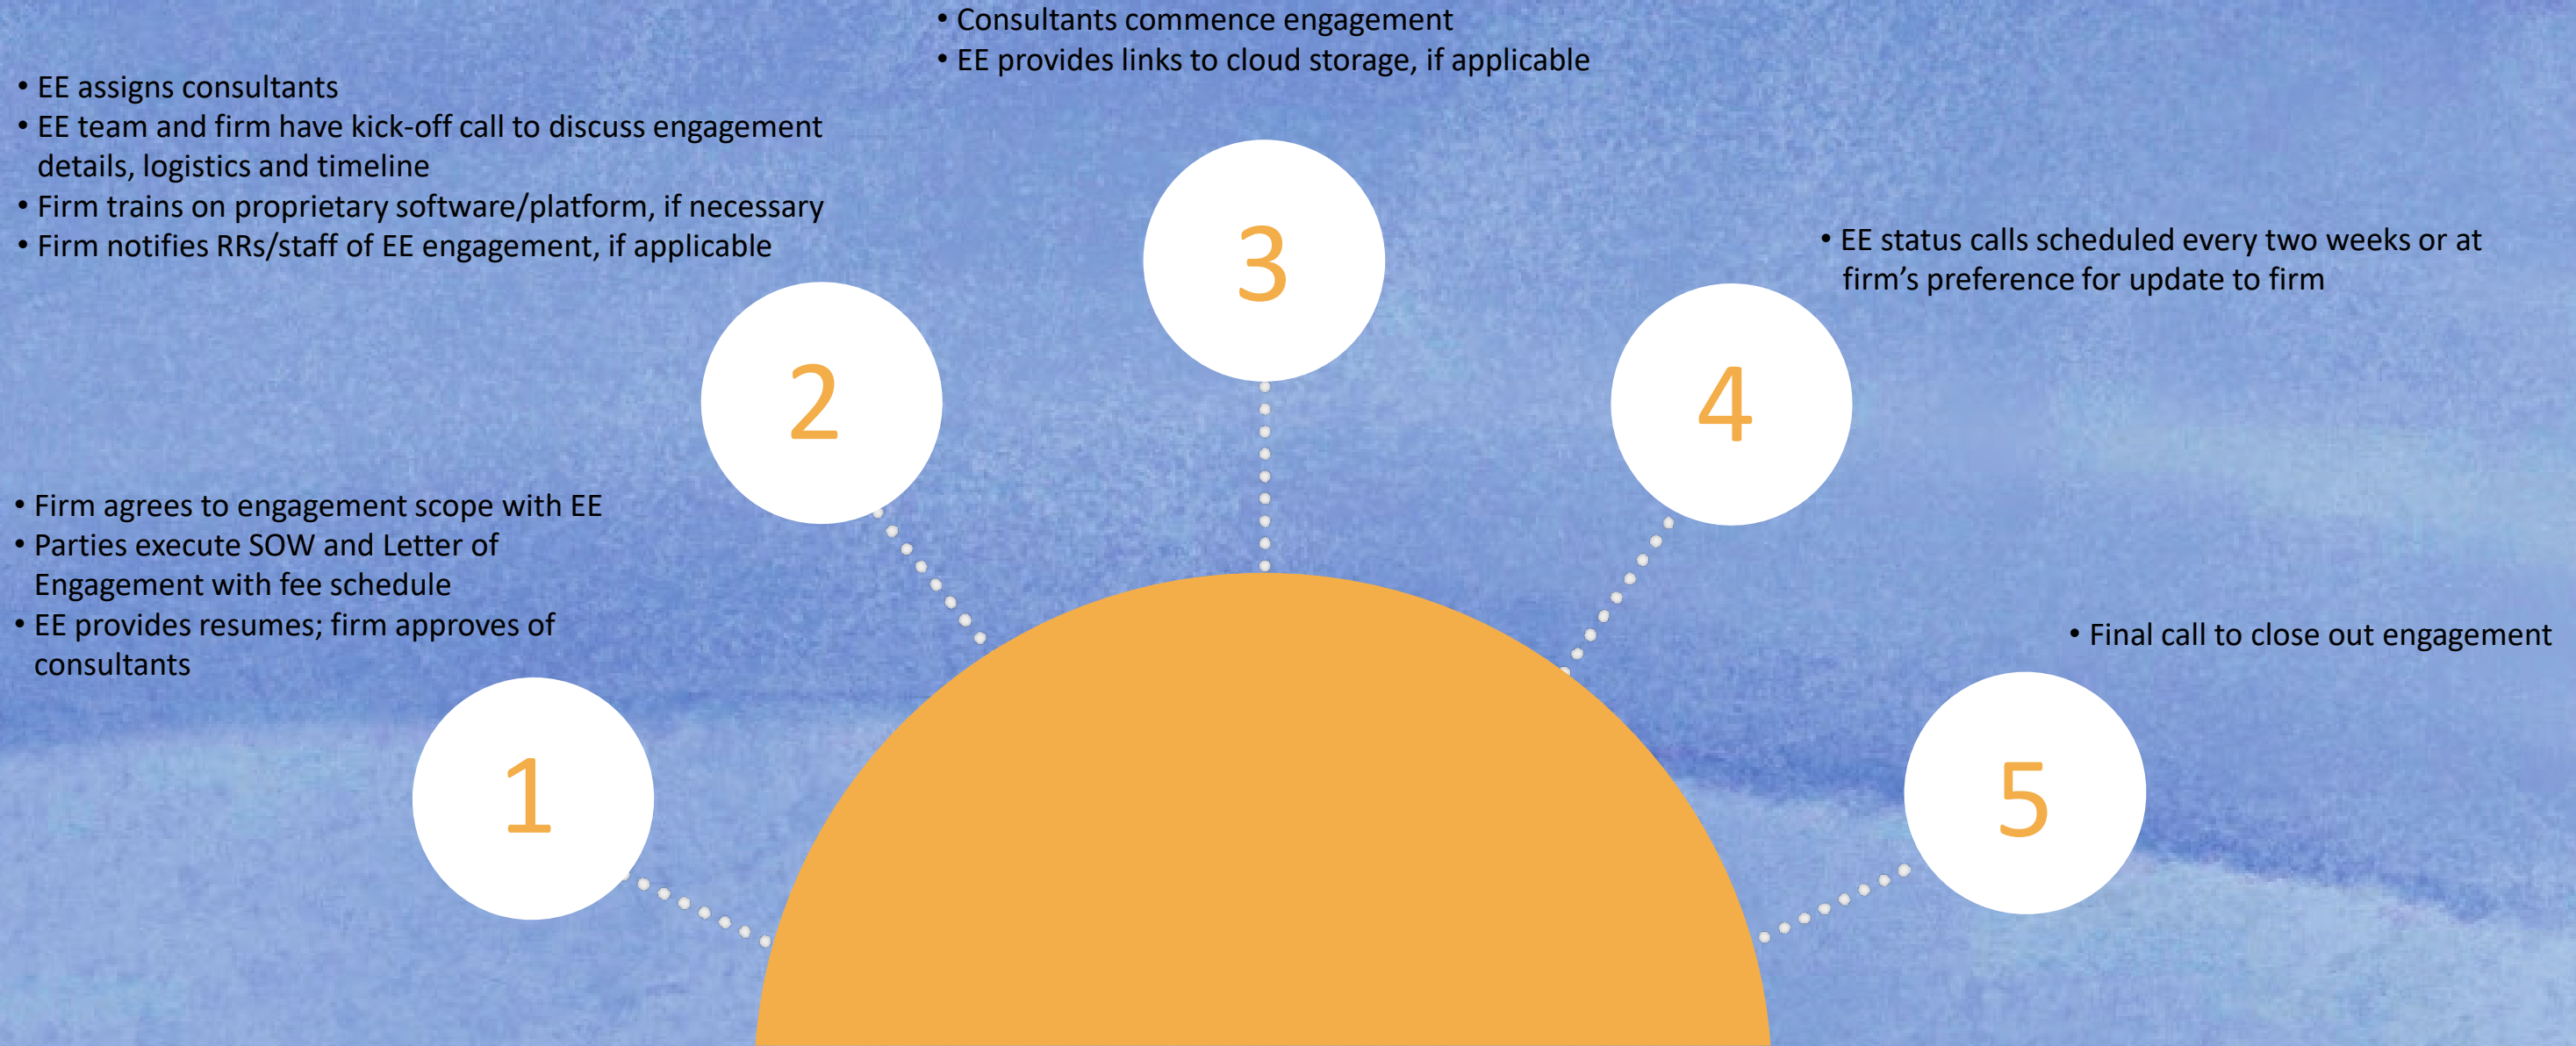 • Firm agrees to engagement scope with EE
• Parties execute SOW and Letter of
Engagement with fee schedule
• EE provides resumes; firm approves of
consultants
1
• EE assigns consultants
• EE team and firm have kick-off call to discuss engagement
details, logistics and timeline
• Firm trains on proprietary software/platform, if necessary
• Firm notifies RRs/staff of EE engagement, if applicable
2
• Consultants commence engagement
• EE provides links to cloud storage, if applicable
3
• EE status calls scheduled every two weeks or at
firm’s preference for update to firm
4
• Final call to close out engagement
5